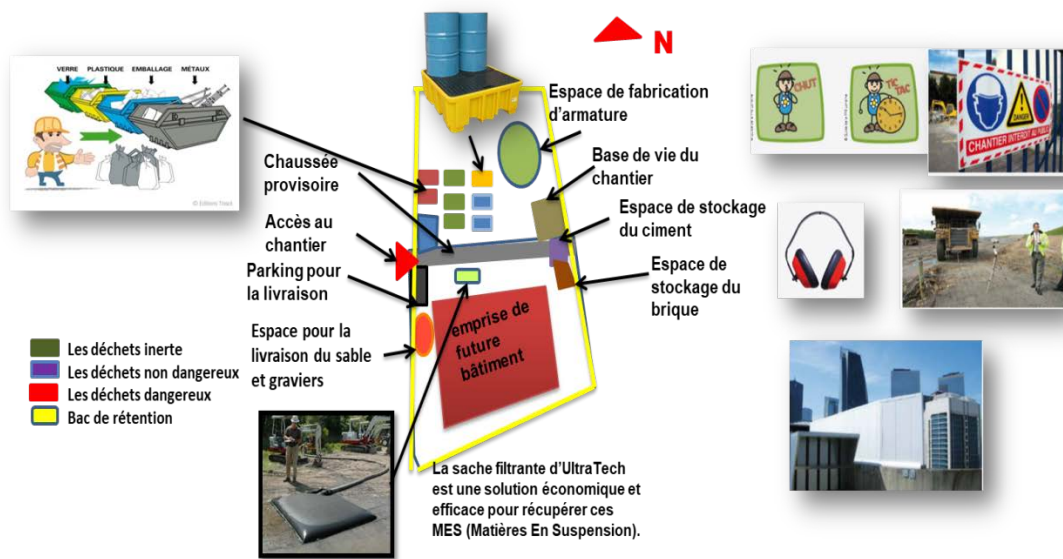 VERRE PLASTIQUE EMBALLAGE MÉTAUX
© Editions Tissot
N
Espace de fabrication
d'armature
Chaussée
provisoire
Base de vie du
chantier
Accès au
chantier
Espace de stockage
du ciment
Parking pour
la livraison
Espace de
stockage du
brique
Espace pour la
livraison du sable
et graviers
emprise de
future
bâtiment
Les déchets inerte
Les déchets non dangereux
Les déchets dangereux
Bac de rétention
La sache filtrante d'UltraTech
est une solution économique et
efficace pour récupérer ces
MES (Matières En Suspension).
CHUT
TIC
TAC
DANGER
CHANTIER INTERDIT AU PUBLIC